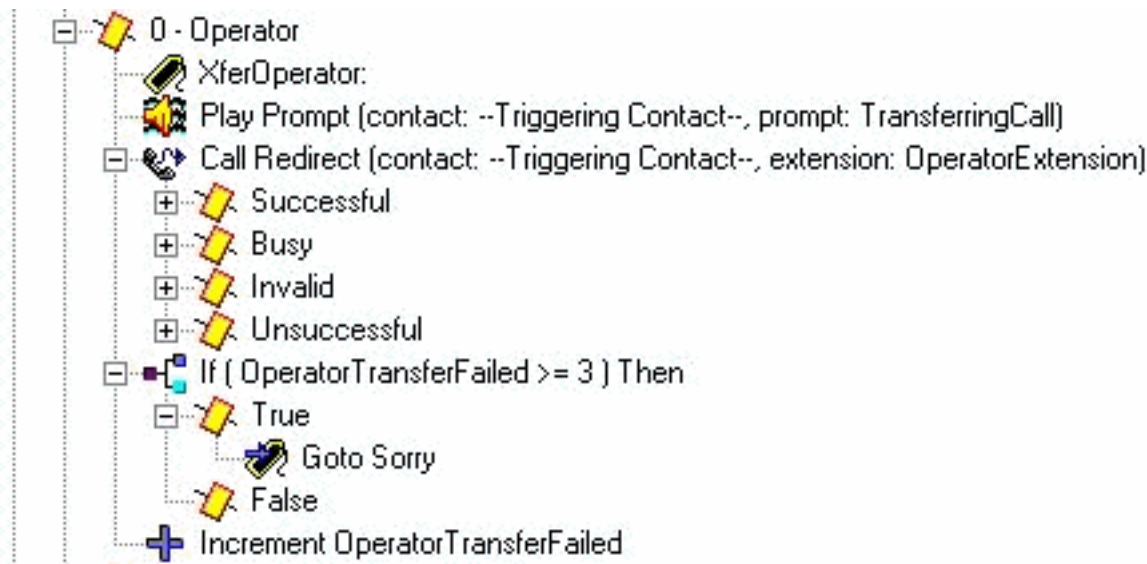 0 - Operator
XferOperator:
Play Prompt (contact: --Triggering Contact--, prompt: TransferringCall)
Call Redirect (contact: --Triggering Contact--, extension: OperatorExtension)
Successful
Busy
Invalid
Unsuccessful
If ( OperatorTransferFailed >= 3 ) Then
True
Goto Sorry
False
Increment OperatorTransferFailed